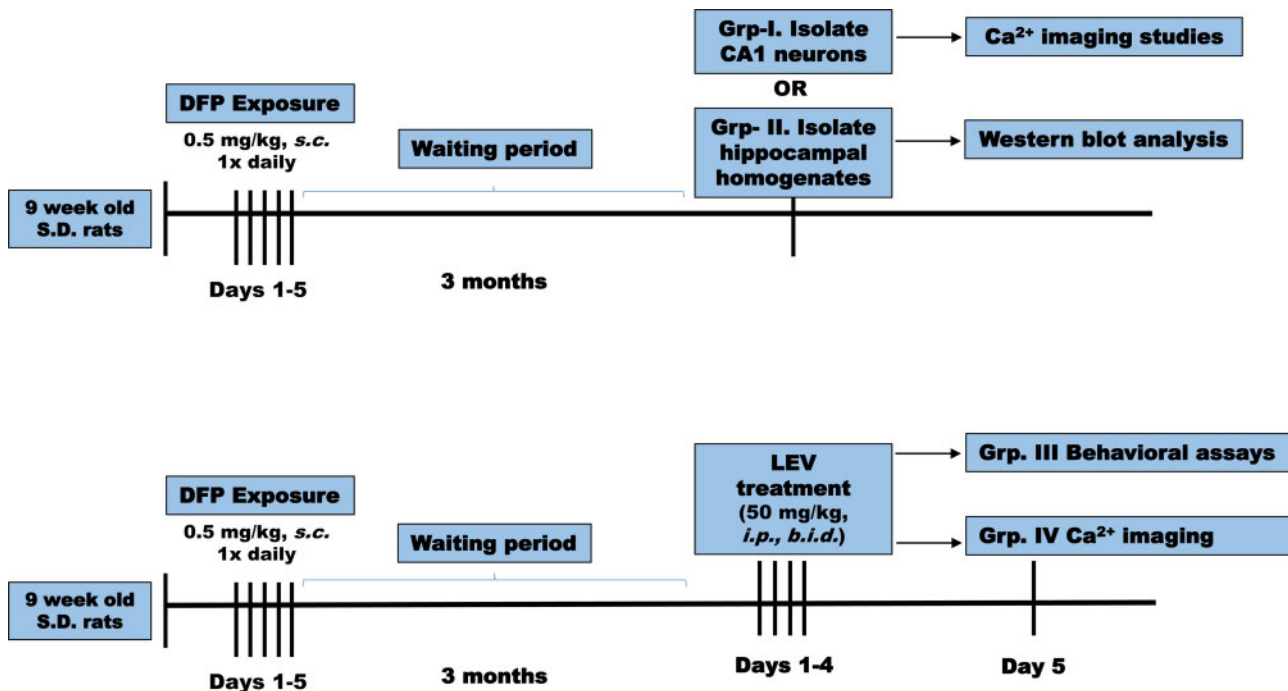 Grp-I. Isolate
CA1 neurons
Ca²⁺ imaging studies
OR
DFP Exposure
0.5 mg/kg, s.c.
1x daily
Waiting period
Grp- II. Isolate
hippocampal
homogenates
Western blot analysis
9 week old
S.D. rats
Days 1-5
3 months
LEV
treatment
(50 mg/kg,
i.p., b.i.d.)
Grp. III Behavioral assays
DFP Exposure
0.5 mg/kg, s.c.
1x daily
Waiting period
Grp. IV Ca²⁺ imaging
9 week old
S.D. rats
Days 1-5
3 months
Days 1-4
Day 5